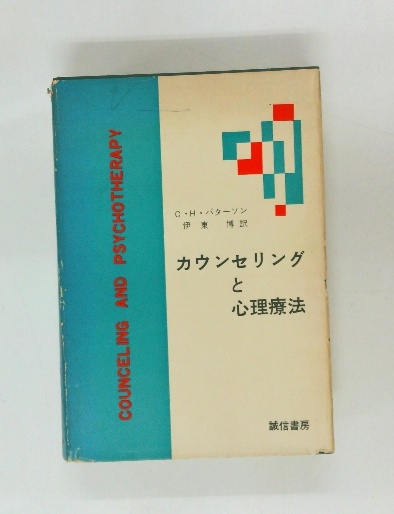 COUNCELING AND PSYCHOTHERAPY
C・H・パターソン
伊東 博訳
カウンセリング
と
心理療法
誠信書房